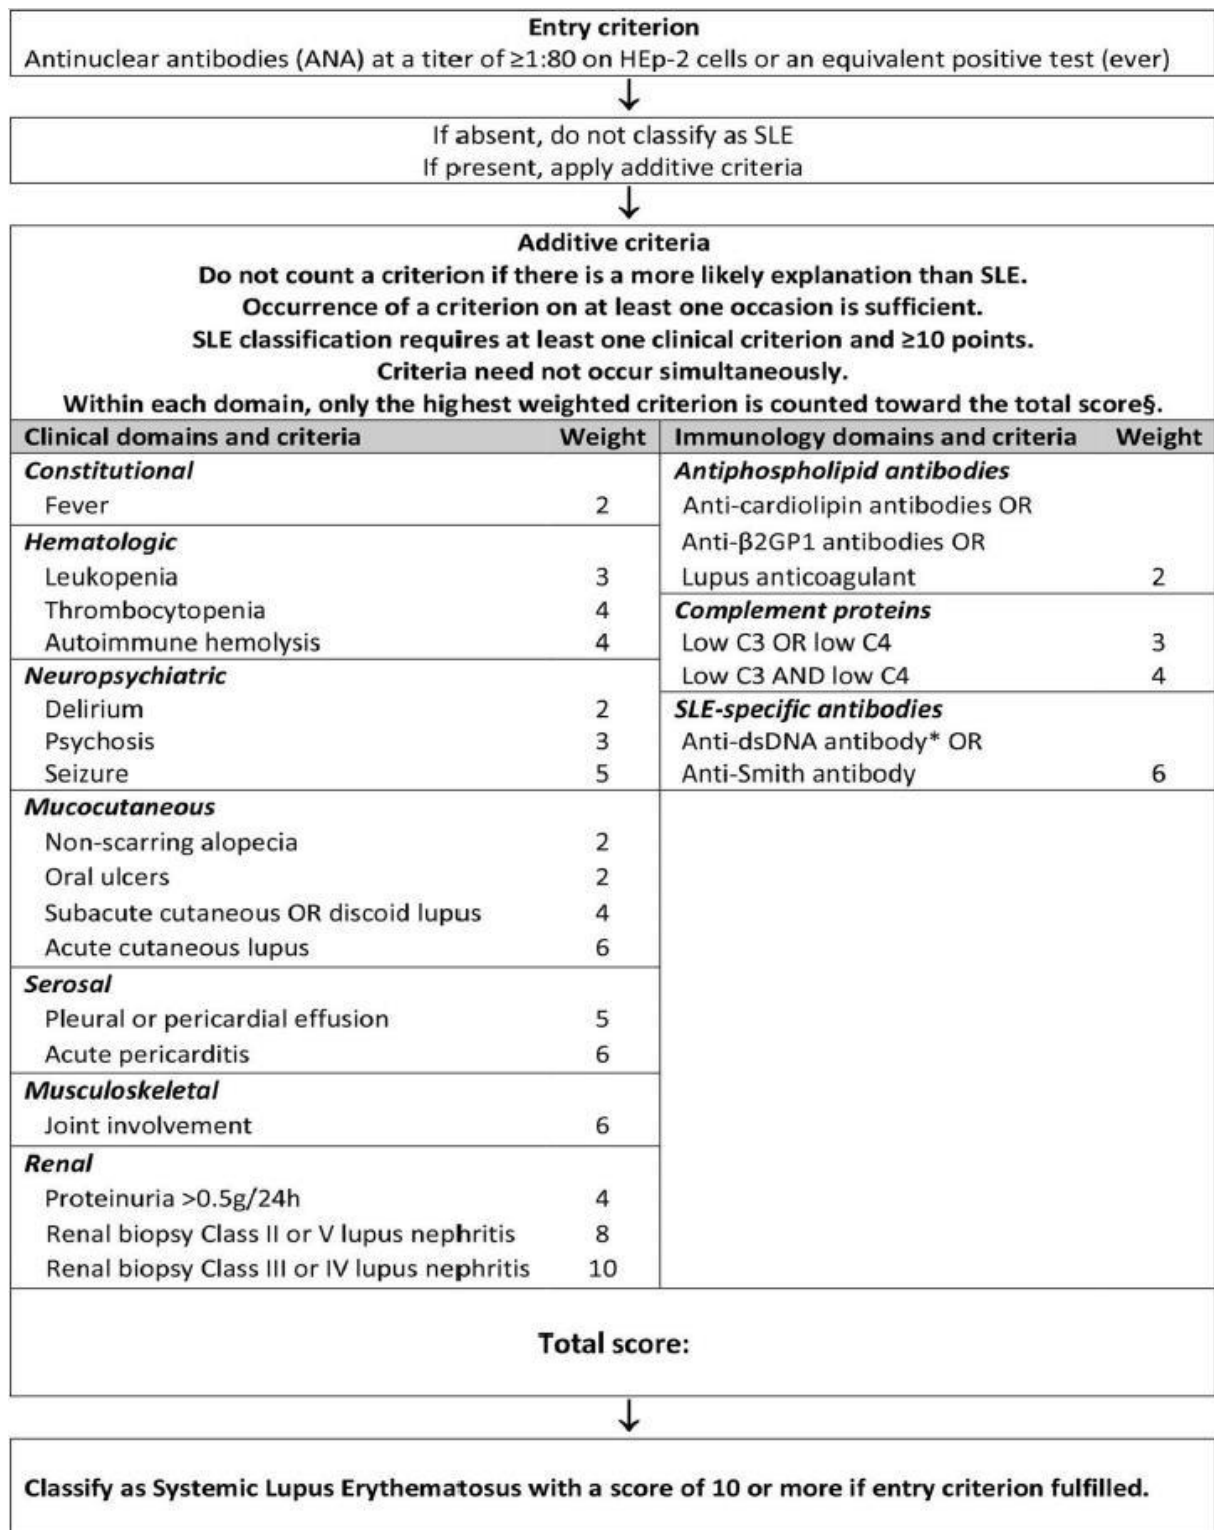 Entry criterion
Antinuclear antibodies (ANA) at a titer of ≥1:80 on HEp-2 cells or an equivalent positive test (ever)
↓
If absent, do not classify as SLE
If present, apply additive criteria
↓
Additive criteria
Do not count a criterion if there is a more likely explanation than SLE.
Occurrence of a criterion on at least one occasion is sufficient.
SLE classification requires at least one clinical criterion and ≥10 points.
Criteria need not occur simultaneously.
Within each domain, only the highest weighted criterion is counted toward the total score§.
Clinical domains and criteria Weight
Constitutional
Fever 2
Hematologic
Leukopenia 3
Thrombocytopenia 4
Autoimmune hemolysis 4
Neuropsychiatric
Delirium 2
Psychosis 3
Seizure 5
Mucocutaneous
Non-scarring alopecia 2
Oral ulcers 2
Subacute cutaneous OR discoid lupus 4
Acute cutaneous lupus 6
Serosal
Pleural or pericardial effusion 5
Acute pericarditis 6
Musculoskeletal
Joint involvement 6
Renal
Proteinuria >0.5g/24h 4
Renal biopsy Class II or V lupus nephritis 8
Renal biopsy Class III or IV lupus nephritis 10
Immunology domains and criteria Weight
Antiphospholipid antibodies
Anti-cardiolipin antibodies OR
Anti-β2GP1 antibodies OR
Lupus anticoagulant 2
Complement proteins
Low C3 OR low C4 3
Low C3 AND low C4 4
SLE-specific antibodies
Anti-dsDNA antibody* OR
Anti-Smith antibody 6
Total score:
↓
Classify as Systemic Lupus Erythematosus with a score of 10 or more if entry criterion fulfilled.